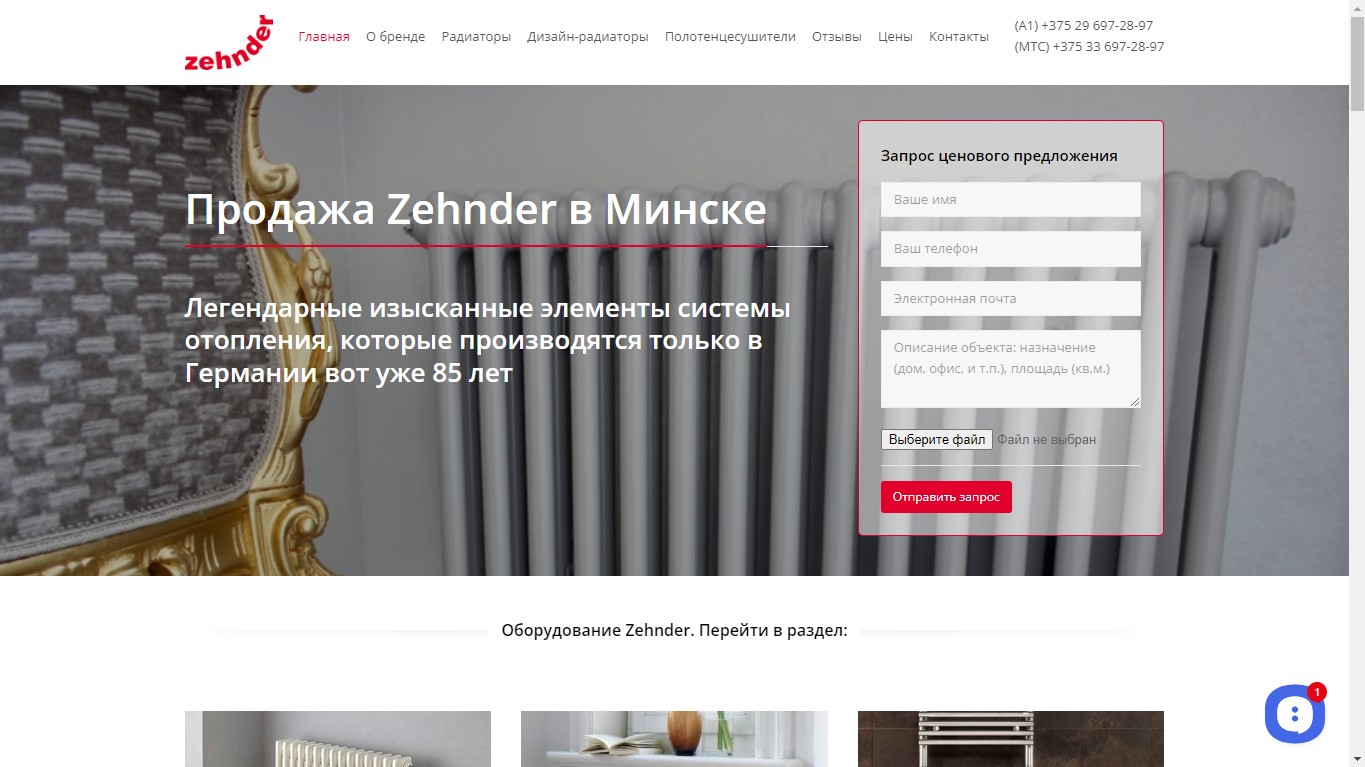 zehnder
Главная
О бренде
Радиаторы
Дизайн-радиаторы
Полотенцесушители
Отзывы
Цены
Контакты
(A1) +375 29 697-28-97
(МТС) +375 33 697-28-97
Продажа Zehnder в Минске
Легендарные изысканные элементы системы
отопления, которые производятся только в
Германии вот уже 85 лет
Запрос ценового предложения
Ваше имя
Ваш телефон
Электронная почта
Описание объекта: назначение
(дом, офис, и т.п.), площадь (кв.м.)
Выберите файл Файл не выбран
Отправить запрос
Оборудование Zehnder. Перейти в раздел:
1